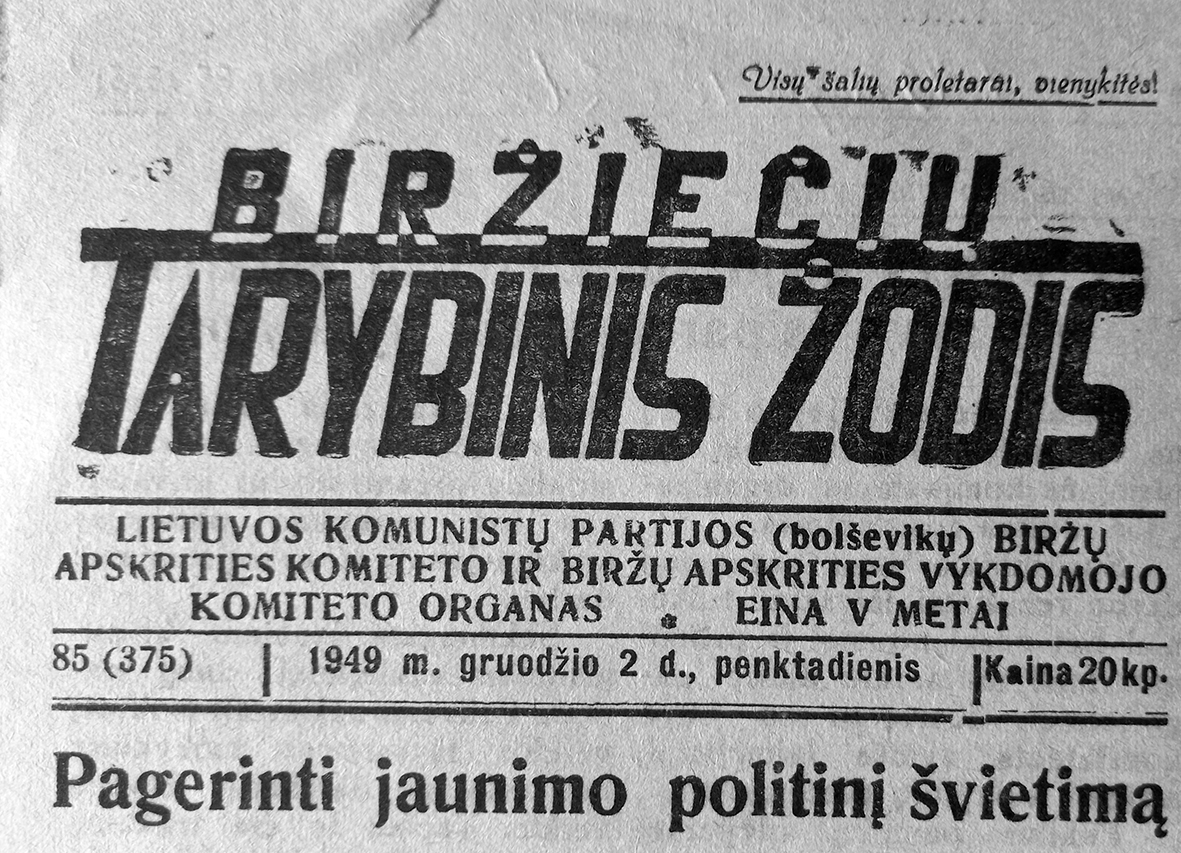 Visų šalių proletarai, vienykitės!
BIRŽIEČIŲ
TARYBINIS ŽODIS
LIETUVOS KOMUNISTŲ PARTIJOS (bolševikų) BIRŽŲ
APSKRITIES KOMITETO IR BIRŽŲ APSKRITIES VYKDOMOJO
KOMITETO ORGANAS • EINA V METAI
85 (375) | 1949 m. gruodžio 2 d., penktadienis | Kaina 20 kp.
Pagerinti jaunimo politinį švietimą